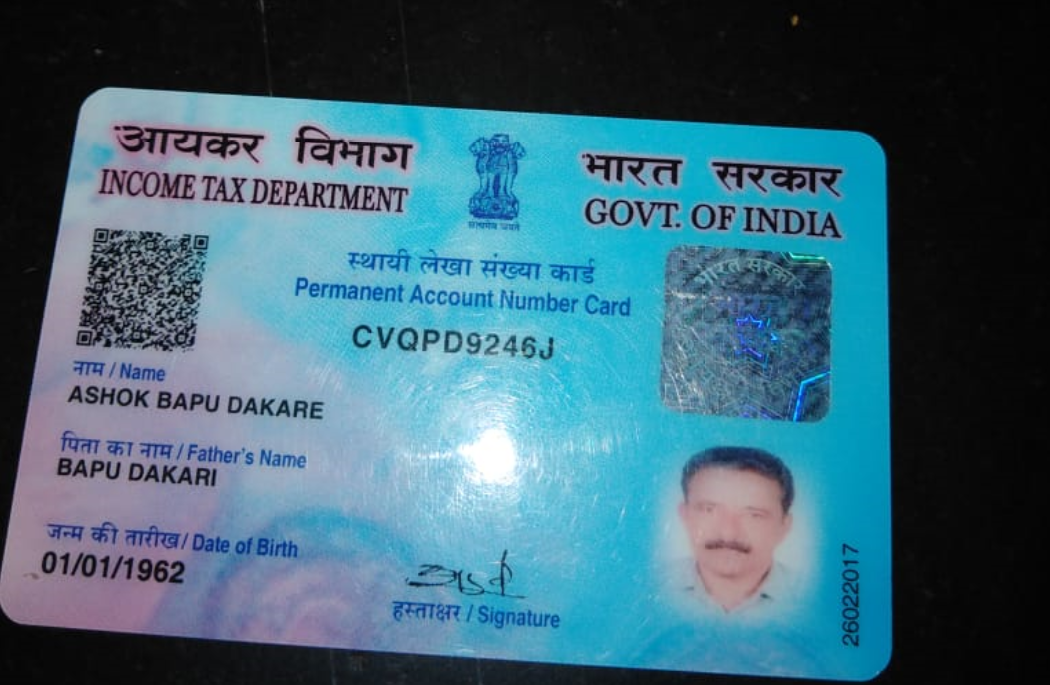 आयकर विभाग
INCOME TAX DEPARTMENT
सत्यमेव जयते
भारत सरकार
GOVT. OF INDIA
स्थायी लेखा संख्या कार्ड
Permanent Account Number Card
CVQPD9246J
भारत सरकार
नाम / Name
ASHOK BAPU DAKARE
पिता का नाम / Father's Name
BAPU DAKARI
जन्म की तारीख / Date of Birth
01/01/1962
हस्ताक्षर / Signature
26022017